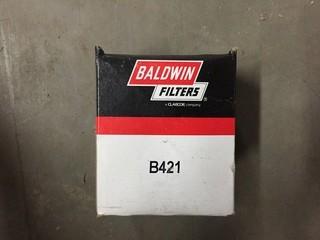 BALDWIN
FILTERS®
a CLARCOR company
B421